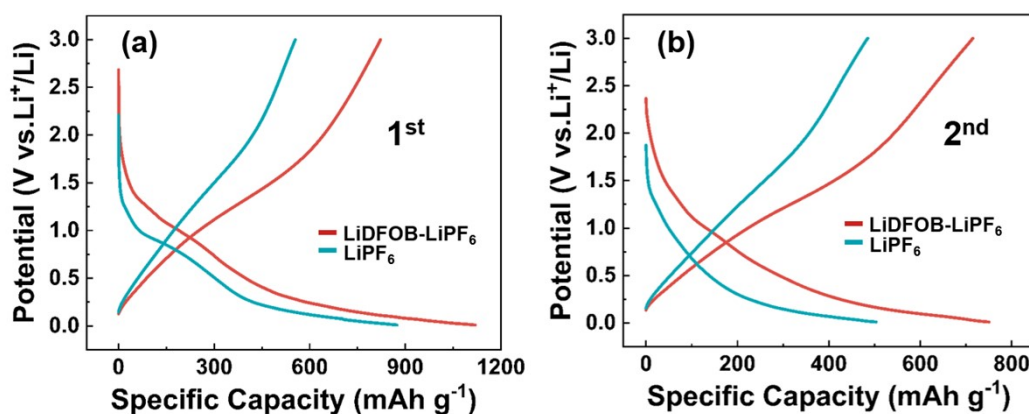 (a)
1st
Potential (V vs.Li+/Li)
3.0
2.5
2.0
1.5
1.0
0.5
0.0
LiDFOB-LiPF6
LiPF6
0 300 600 900 1200
Specific Capacity (mAh g-1)
(b)
2nd
Potential (V vs.Li+/Li)
3.0
2.5
2.0
1.5
1.0
0.5
0.0
LiDFOB-LiPF6
LiPF6
0 200 400 600 800
Specific Capacity (mAh g-1)